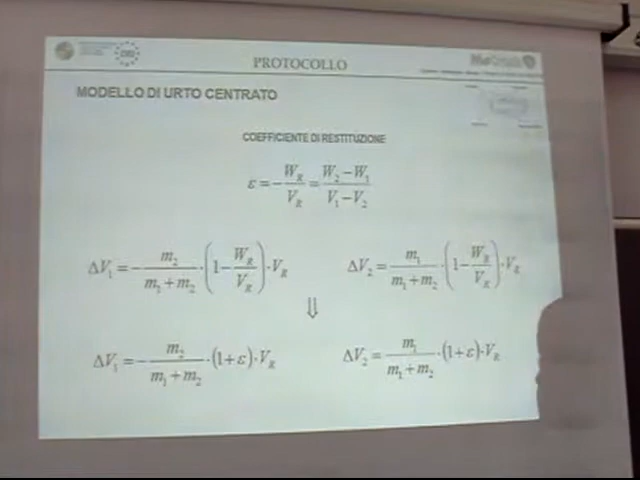 PROTOCOLLO
MODELLO DI URTO CENTRATO
COEFFICIENTE DI RESTITUZIONE
ε = − W_R / V_R = (W_2 − W_1) / (V_1 − V_2)
ΔV_1 = − m_2 / (m_1 + m_2) · (1 − W_R / V_R) · V_R    ΔV_2 = m_1 / (m_1 + m_2) · (1 − W_R / V_R) · V_R
⇓
ΔV_1 = − m_2 / (m_1 + m_2) · (1 + ε) · V_R    ΔV_2 = m_1 / (m_1 + m_2) · (1 + ε) · V_R